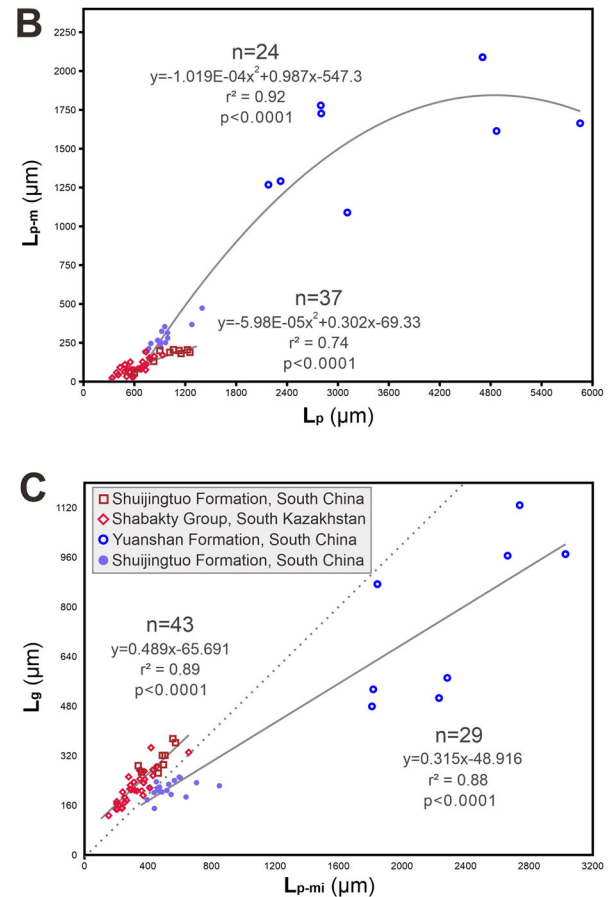 B
2250
2000
1750
1500
1250
1000
750
500
250
0
Lp-m (μm)
n=24
y=-1.019E-04x²+0.987x-547.3
r² = 0.92
p<0.0001
n=37
y=-5.98E-05x²+0.302x-69.33
r² = 0.74
p<0.0001
0 600 1200 1800 2400 3000 3600 4200 4800 5400 6000
Lp (μm)
C
1120
960
800
640
480
320
160
0
Lg (μm)
Shuijingtuo Formation, South China
Shabakty Group, South Kazakhstan
Yuanshan Formation, South China
Shuijingtuo Formation, South China
n=43
y=0.489x-65.691
r² = 0.89
p<0.0001
n=29
y=0.315x-48.916
r² = 0.88
p<0.0001
0 400 800 1200 1600 2000 2400 2800 3200
Lp-mi (μm)